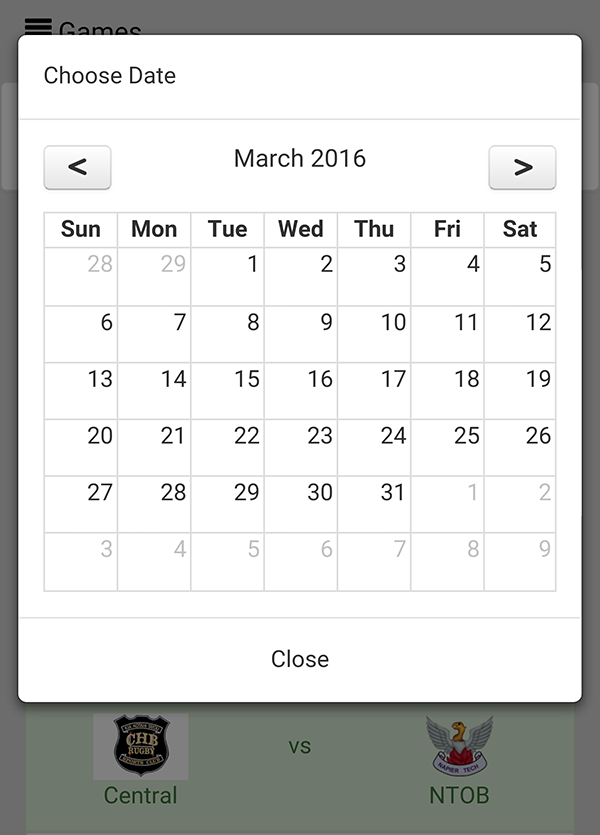 Games
Choose Date
< March 2016 >
Sun Mon Tue Wed Thu Fri Sat
28 29 1 2 3 4 5
6 7 8 9 10 11 12
13 14 15 16 17 18 19
20 21 22 23 24 25 26
27 28 29 30 31 1 2
3 4 5 6 7 8 9
Close
CHB
RUGBY
SPORTS CLUB
vs
NAPIER TECH
Central NTOB